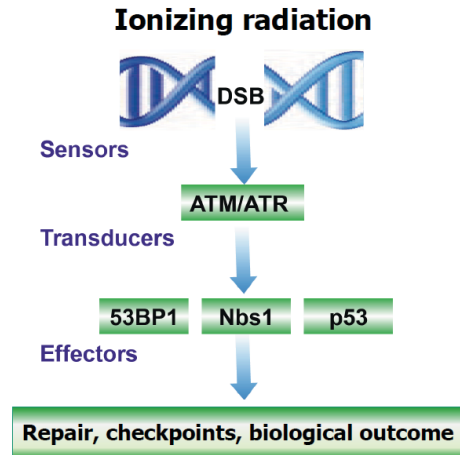 Ionizing radiation
DSB
Sensors
ATM/ATR
Transducers
53BP1 Nbs1 p53
Effectors
Repair, checkpoints, biological outcome